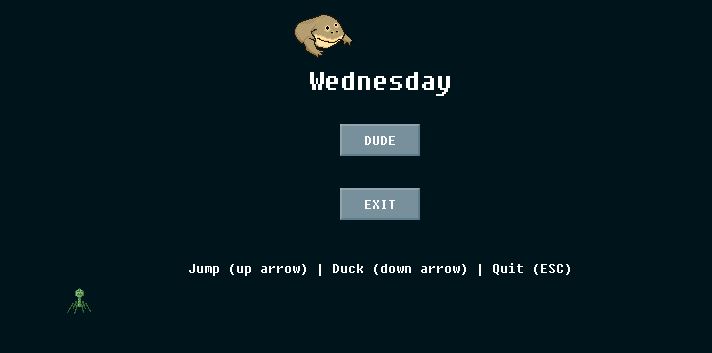 Wednesday
DUDE
EXIT
Jump (up arrow) | Duck (down arrow) | Quit (ESC)